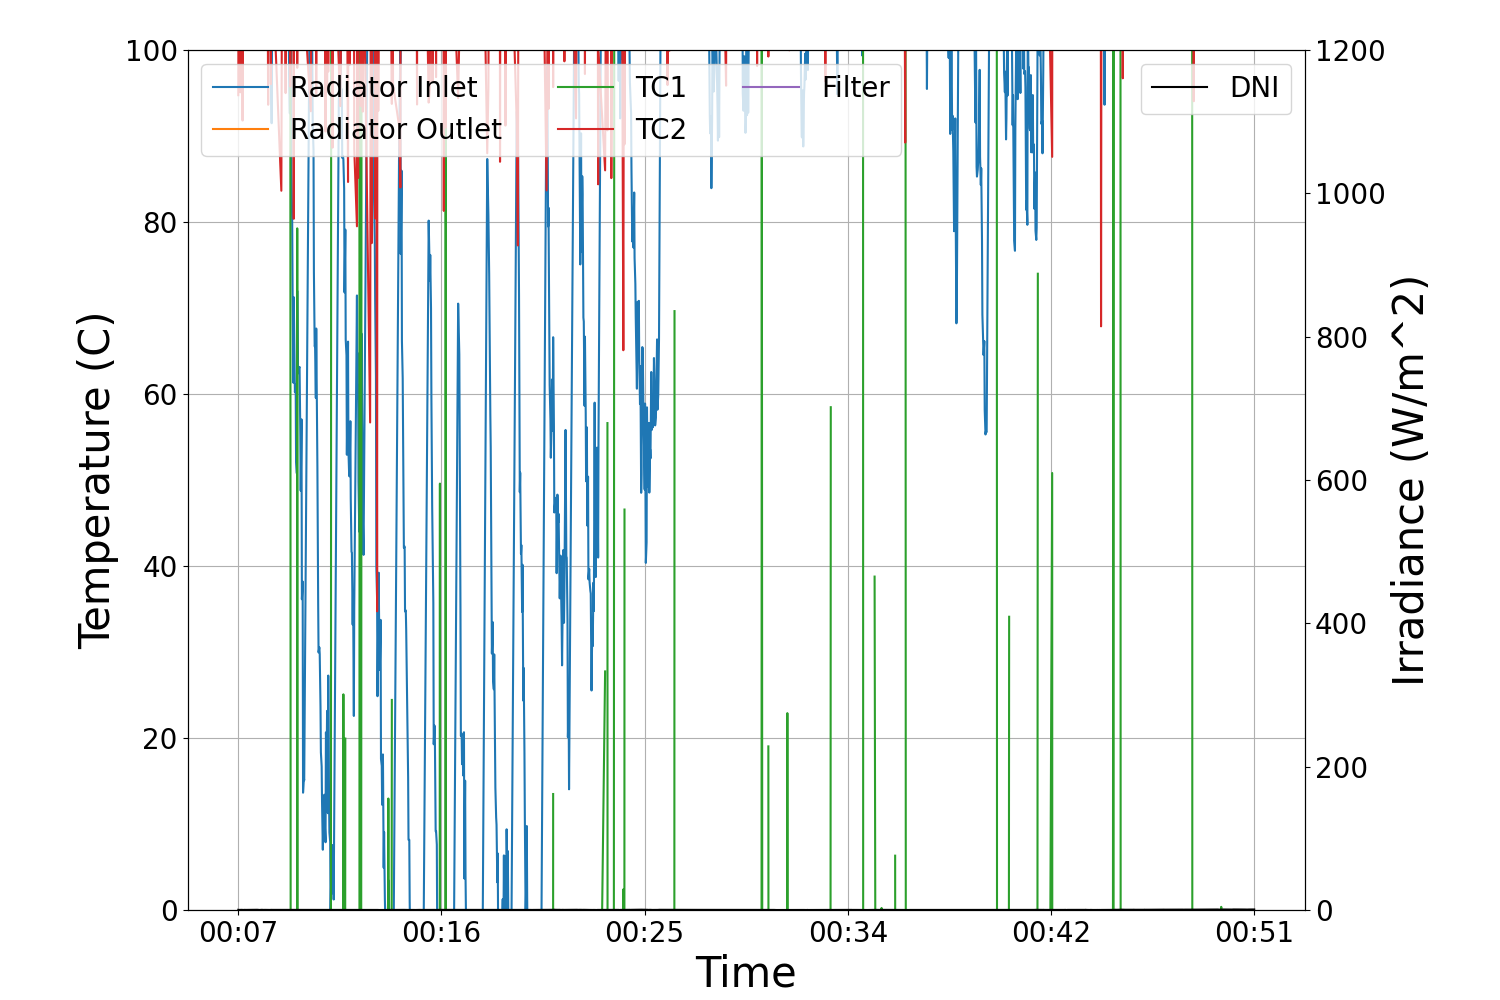 Radiator Inlet
Radiator Outlet
TC1
TC2
Filter
DNI
Temperature (C)
100
80
60
40
20
0
1200
1000
800
600
400
200
0
Irradiance (W/m^2)
00:07 00:16 00:25 00:34 00:42 00:51
Time